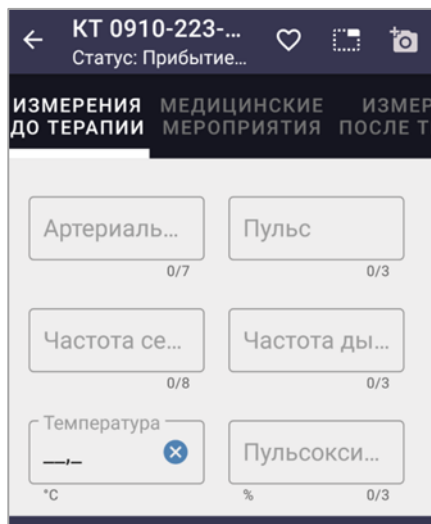 КТ 0910-223-...
Статус: Прибытие...
ИЗМЕРЕНИЯ ДО ТЕРАПИИ
МЕДИЦИНСКИЕ МЕРОПРИЯТИЯ
ИЗМЕР
ПОСЛЕ Т
Артериаль...
0/7
Пульс
0/3
Частота се...
0/8
Частота ды...
0/3
Температура
__,_
°C
Пульсокси...
%
0/3